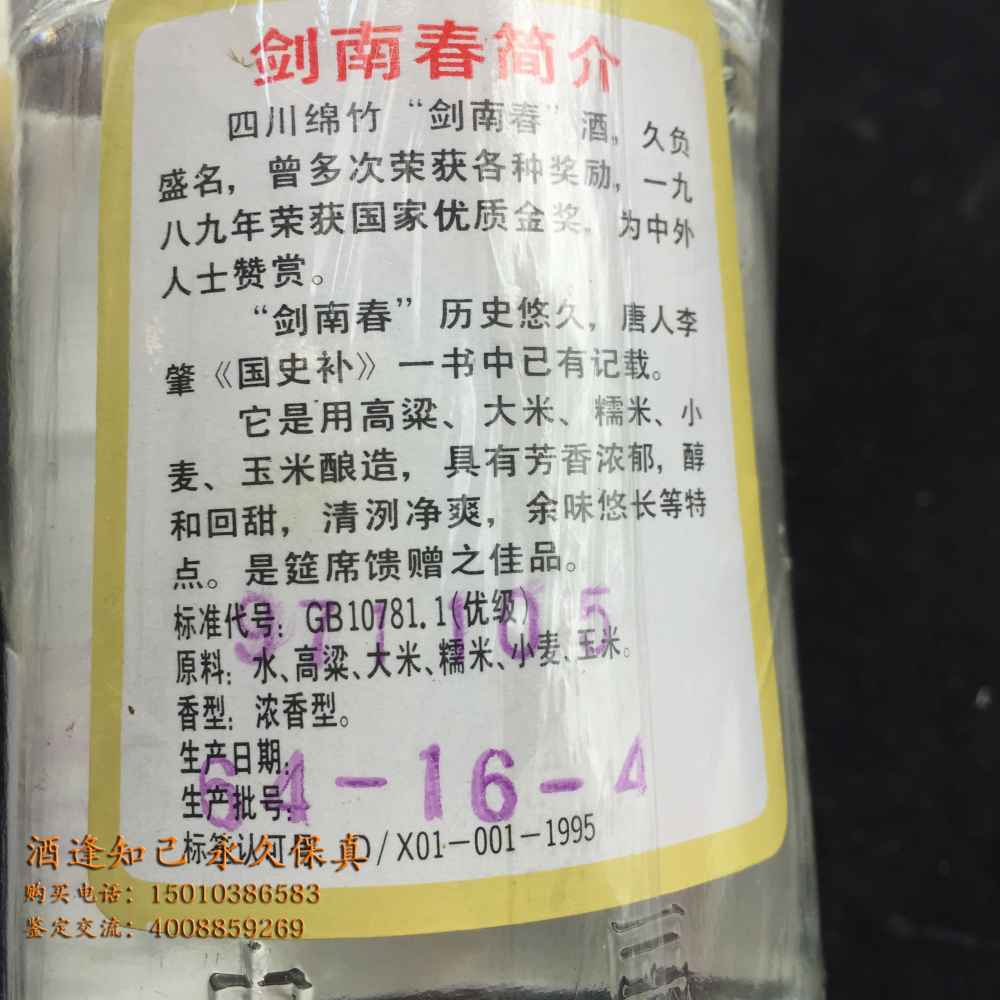 剑南春简介
四川绵竹“剑南春”酒，久负
盛名，曾多次荣获各种奖励，一九
八九年荣获国家优质金奖，为中外
人士赞赏。
“剑南春”历史悠久，唐人李
肇《国史补》一书中已有记载。
它是用高粱、大米、糯米、小
麦、玉米酿造，具有芳香浓郁，醇
和回甜，清洌净爽，余味悠长等特
点。是筵席馈赠之佳品。
标准代号：GB10781.1(优级)
971105
原料：水、高粱、大米、糯米、小麦、玉米。
香型：浓香型。
生产日期：
64-16-4
生产批号：
标签认可 /X01-001-1995
酒逢知己永久保真
购买电话：15010386583
鉴定交流：4008859269